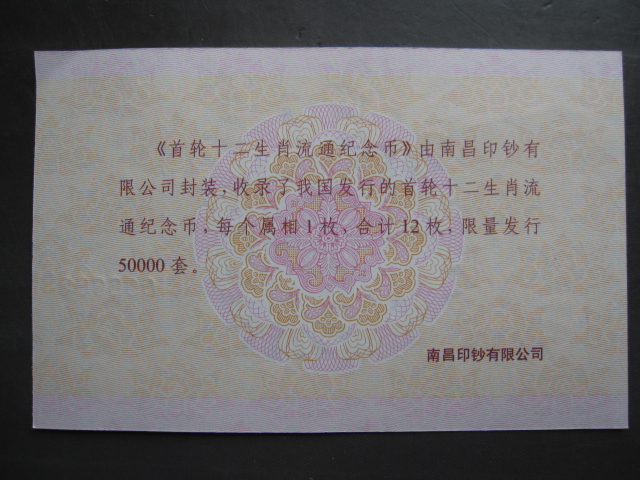 《首轮十二生肖流通纪念币》由南昌印钞有
限公司封装，收录了我国发行的首轮十二生肖流
通纪念币，每个属相1枚，合计12枚，限量发行
50000套。
南昌印钞有限公司